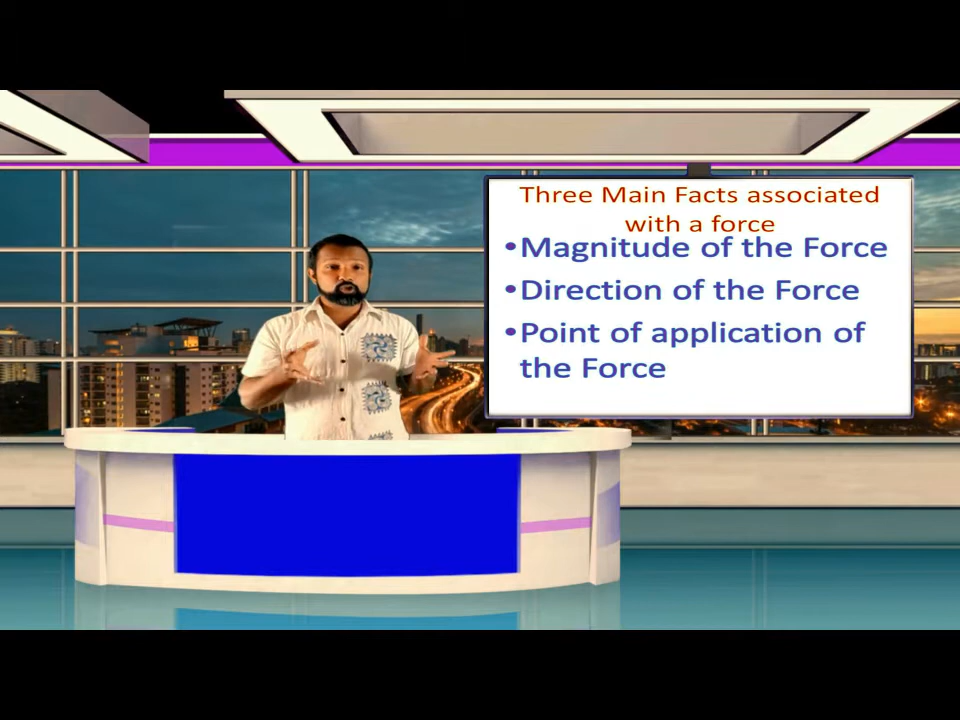 Three Main Facts associated
with a force
•Magnitude of the Force
•Direction of the Force
•Point of application of
the Force